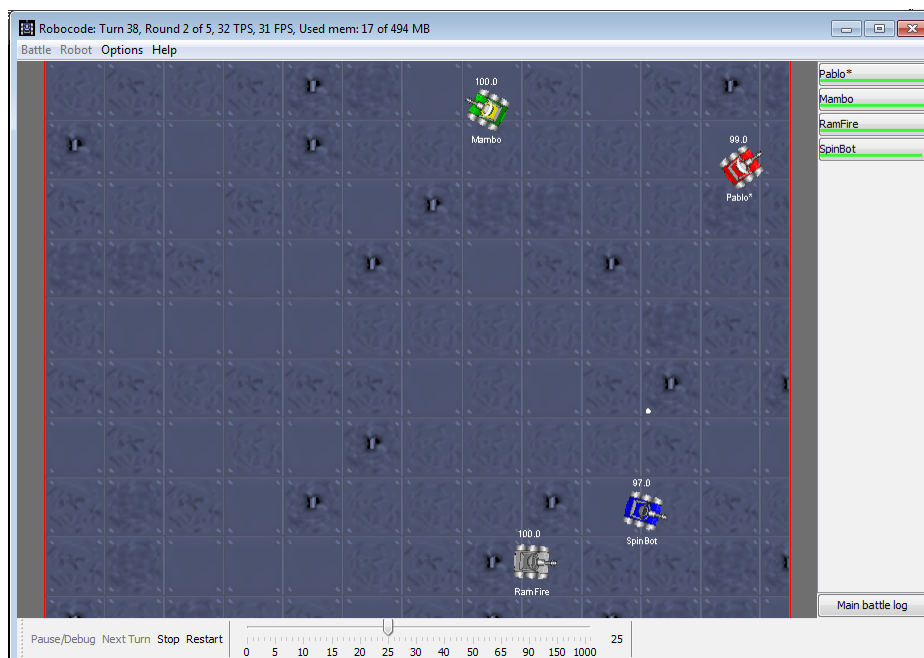 Robocode: Turn 38, Round 2 of 5, 32 TPS, 31 FPS, Used mem: 17 of 494 MB
Battle Robot Options Help
100.0
Mambo
99.0
Pablo*
97.0
SpinBot
100.0
RamFire
Pablo*
Mambo
RamFire
SpinBot
Main battle log
Pause/Debug Next Turn Stop Restart
0 5 10 15 20 25 30 40 50 65 90 150 1000
25